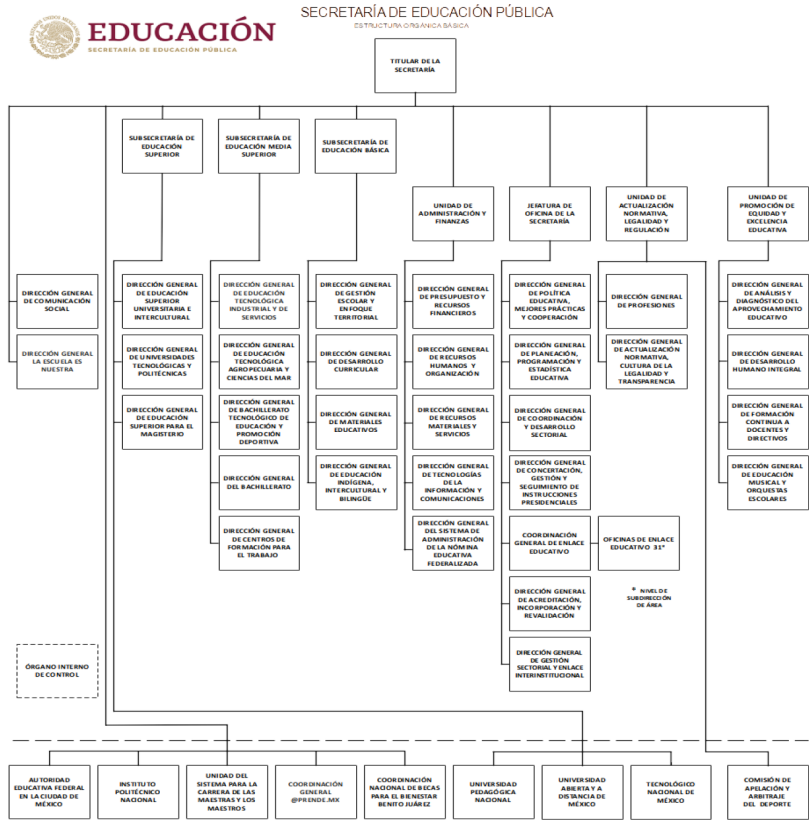 SECRETARÍA DE EDUCACIÓN PÚBLICA
ESTRUCTURA ORGÁNICA BÁSICA
EDUCACIÓN
SECRETARÍA DE EDUCACIÓN PÚBLICA
TITULAR DE LA
SECRETARÍA
SUBSECRETARÍA DE
EDUCACIÓN
SUPERIOR
SUBSECRETARÍA DE
EDUCACIÓN MEDIA
SUPERIOR
SUBSECRETARÍA DE
EDUCACIÓN BÁSICA
UNIDAD DE
ADMINISTRACIÓN Y
FINANZAS
JEFATURA DE
OFICINA DE LA
SECRETARÍA
UNIDAD DE
ACTUALIZACIÓN
NORMATIVA,
LEGALIDAD Y
REGULACIÓN
UNIDAD DE
PROMOCIÓN DE
EQUIDAD Y
EXCELENCIA
EDUCATIVA
DIRECCIÓN GENERAL
DE COMUNICACIÓN
SOCIAL
DIRECCIÓN GENERAL
LA ESCUELA ES
NUESTRA
DIRECCIÓN GENERAL
DE EDUCACIÓN
SUPERIOR
UNIVERSITARIA E
INTERCULTURAL
DIRECCIÓN GENERAL
DE UNIVERSIDADES
TECNOLÓGICAS Y
POLITÉCNICAS
DIRECCIÓN GENERAL
DE EDUCACIÓN
SUPERIOR PARA EL
MAGISTERIO
DIRECCIÓN GENERAL
DE EDUCACIÓN
TECNOLÓGICA
INDUSTRIAL Y DE
SERVICIOS
DIRECCIÓN GENERAL
DE EDUCACIÓN
TECNOLÓGICA
AGROPECUARIA Y
CIENCIAS DEL MAR
DIRECCIÓN GENERAL
DE BACHILLERATO
TECNOLÓGICO DE
EDUCACIÓN Y
PROMOCIÓN
DEPORTIVA
DIRECCIÓN GENERAL
DEL BACHILLERATO
DIRECCIÓN GENERAL
DE CENTROS DE
FORMACIÓN PARA
EL TRABAJO
DIRECCIÓN GENERAL
DE GESTIÓN
ESCOLAR Y
ENFOQUE
TERRITORIAL
DIRECCIÓN GENERAL
DE DESARROLLO
CURRICULAR
DIRECCIÓN GENERAL
DE MATERIALES
EDUCATIVOS
DIRECCIÓN GENERAL
DE EDUCACIÓN
INDÍGENA,
INTERCULTURAL Y
BILINGÜE
DIRECCIÓN GENERAL
DE PRESUPUESTO Y
RECURSOS
FINANCIEROS
DIRECCIÓN GENERAL
DE RECURSOS
HUMANOS Y
ORGANIZACIÓN
DIRECCIÓN GENERAL
DE RECURSOS
MATERIALES Y
SERVICIOS
DIRECCIÓN GENERAL
DE TECNOLOGÍAS
DE LA
INFORMACIÓN Y
COMUNICACIONES
DIRECCIÓN GENERAL
DEL SISTEMA DE
ADMINISTRACIÓN
DE LA NÓMINA
EDUCATIVA
FEDERALIZADA
DIRECCIÓN GENERAL
DE POLÍTICA
EDUCATIVA,
MEJORES PRÁCTICAS
Y COOPERACIÓN
DIRECCIÓN GENERAL
DE PLANEACIÓN,
PROGRAMACIÓN Y
ESTADÍSTICA
EDUCATIVA
DIRECCIÓN GENERAL
DE COORDINACIÓN
Y DESARROLLO
SECTORIAL
DIRECCIÓN GENERAL
DE CONCERTACIÓN,
GESTIÓN Y
SEGUIMIENTO DE
INSTRUCCIONES
PRESIDENCIALES
COORDINACIÓN
GENERAL DE ENLACE
EDUCATIVO
OFICINAS DE ENLACE
EDUCATIVO 31*
* NIVEL DE
SUBDIRECCIÓN
DE ÁREA
DIRECCIÓN GENERAL
DE ACREDITACIÓN,
INCORPORACIÓN Y
REVALIDACIÓN
DIRECCIÓN GENERAL
DE GESTIÓN
SECTORIAL Y ENLACE
INTERINSTITUCIONAL
DIRECCIÓN GENERAL
DE PROFESIONES
DIRECCIÓN GENERAL
DE ACTUALIZACIÓN
NORMATIVA,
CULTURA DE LA
LEGALIDAD Y
TRANSPARENCIA
DIRECCIÓN GENERAL
DE ANÁLISIS Y
DIAGNÓSTICO DEL
APROVECHAMIENTO
EDUCATIVO
DIRECCIÓN GENERAL
DE DESARROLLO
HUMANO INTEGRAL
DIRECCIÓN GENERAL
DE FORMACIÓN
CONTINUA A
DOCENTES Y
DIRECTIVOS
DIRECCIÓN GENERAL
DE EDUCACIÓN
MUSICAL Y
ORQUESTAS
ESCOLARES
ÓRGANO INTERNO
DE CONTROL
AUTORIDAD
EDUCATIVA FEDERAL
EN LA CIUDAD DE
MÉXICO
INSTITUTO
POLITÉCNICO
NACIONAL
UNIDAD DEL
SISTEMA PARA LA
CARRERA DE LAS
MAESTRAS Y LOS
MAESTROS
COORDINACIÓN
GENERAL
@PRENDE.MX
COORDINACIÓN
NACIONAL DE BECAS
PARA EL BIENESTAR
BENITO JUÁREZ
UNIVERSIDAD
PEDAGÓGICA
NACIONAL
UNIVERSIDAD
ABIERTA Y A
DISTANCIA DE
MÉXICO
TECNOLÓGICO
NACIONAL DE
MÉXICO
COMISIÓN DE
APELACIÓN Y
ARBITRAJE
DEL DEPORTE